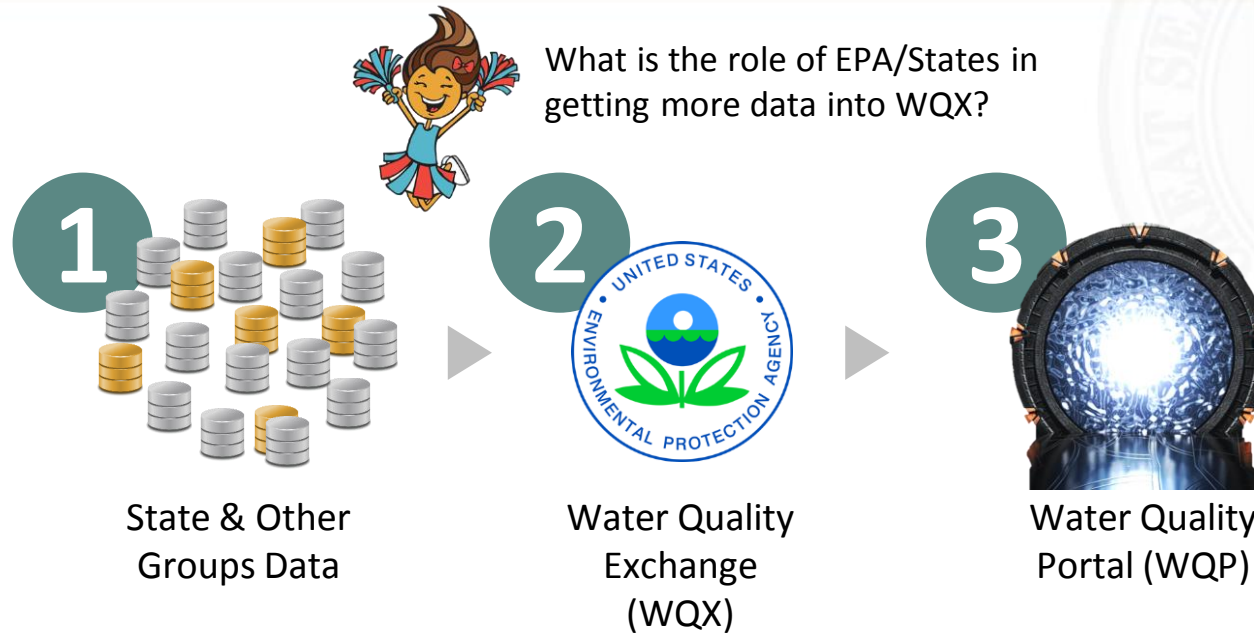 What is the role of EPA/States in
getting more data into WQX?
1
2
3
UNITED STATES
ENVIRONMENTAL PROTECTION AGENCY
State & Other
Groups Data
Water Quality
Exchange
(WQX)
Water Quality
Portal (WQP)